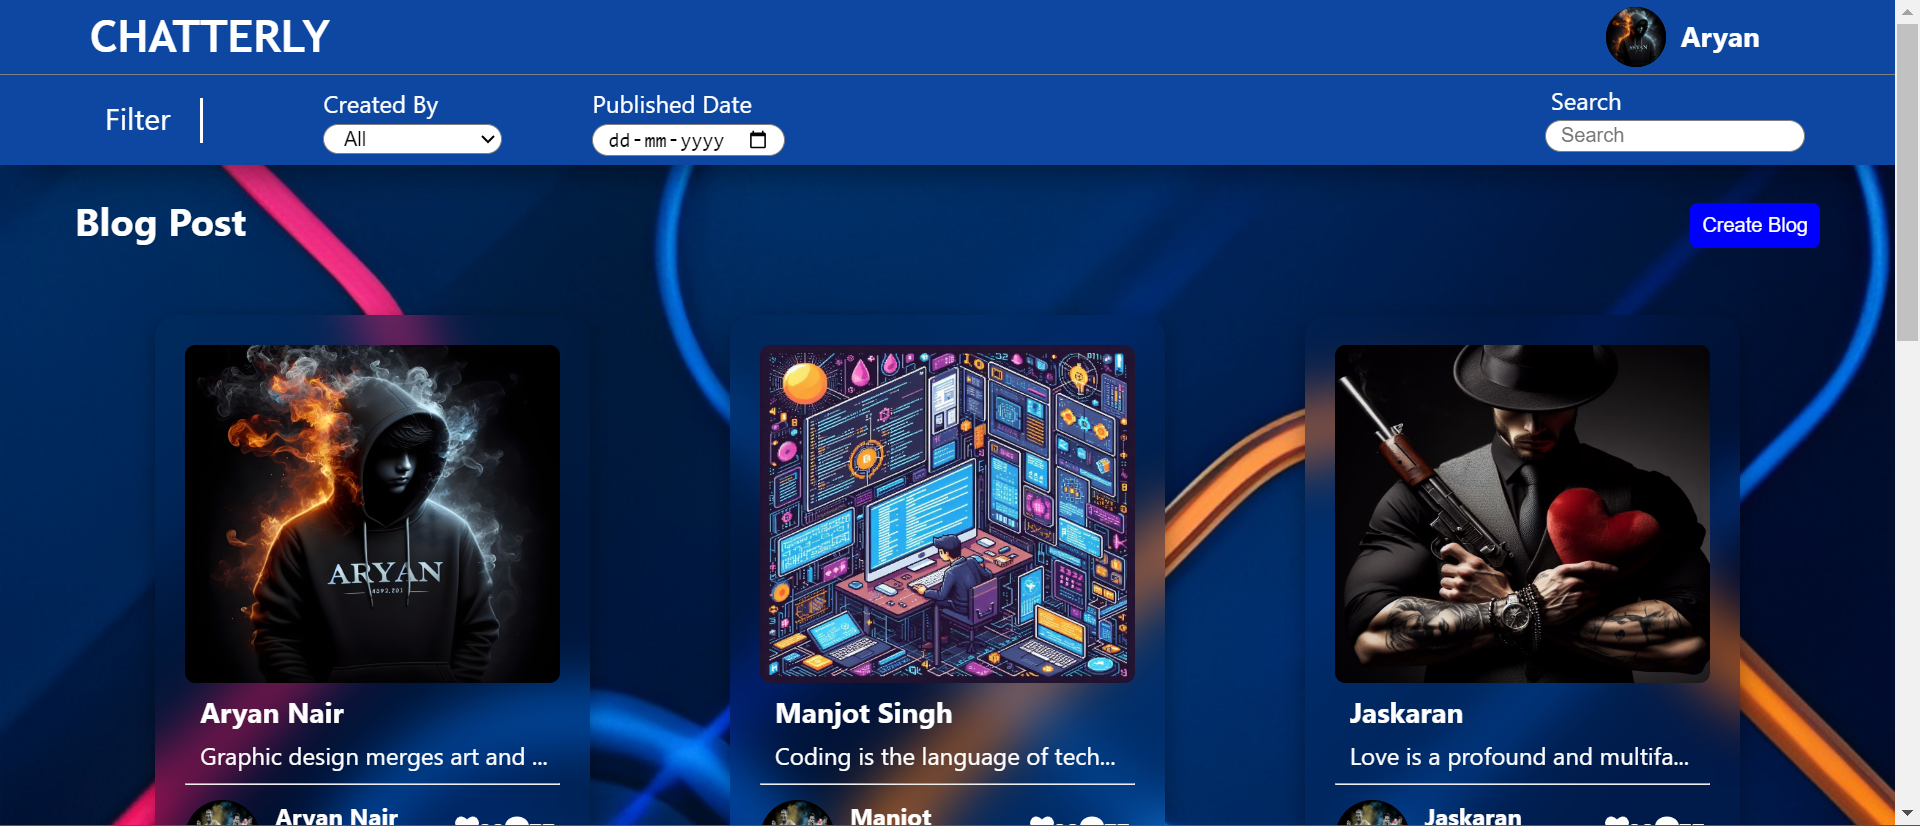 CHATTERLY
Aryan
Filter
Created By
All
Published Date
dd-mm-yyyy
Search
Search
Blog Post
Create Blog
ARYAN
Aryan Nair
Graphic design merges art and ...
Manjot Singh
Coding is the language of tech...
Jaskaran
Love is a profound and multifa...
Aryan Nair
Manjot
Jaskaran